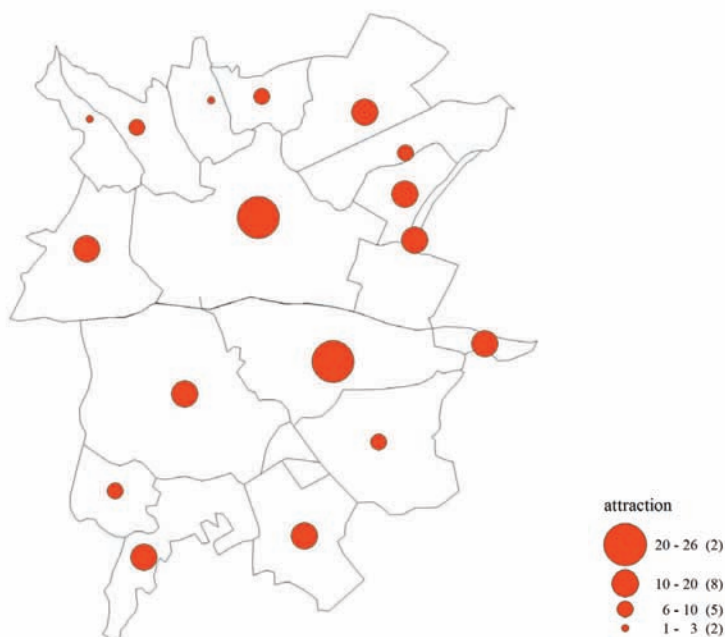 attraction
20 - 26 (2)
10 - 20 (8)
6 - 10 (5)
1 - 3 (2)